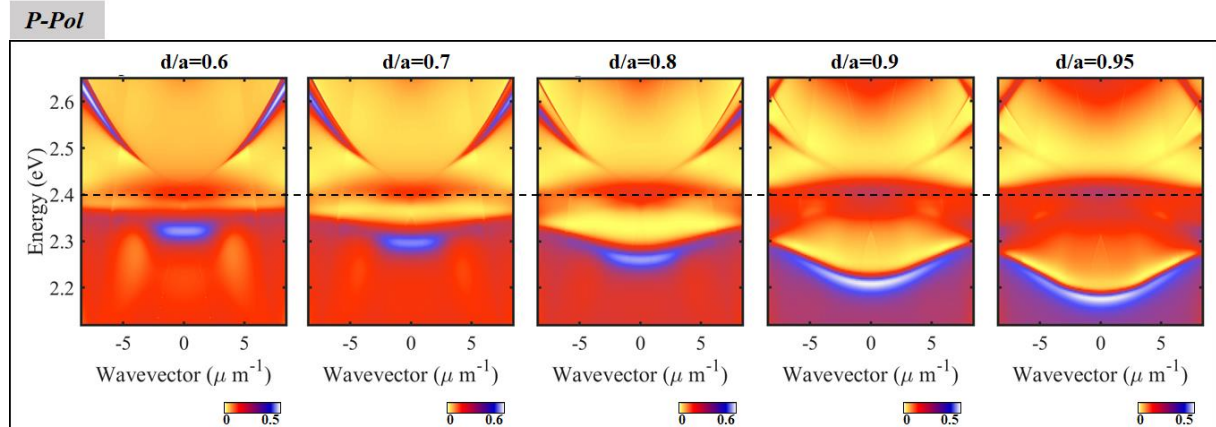 P-Pol
d/a=0.6 d/a=0.7 d/a=0.8 d/a=0.9 d/a=0.95
Energy (eV)
2.6
2.5
2.4
2.3
2.2
-5 0 5 -5 0 5 -5 0 5 -5 0 5 -5 0 5
Wavevector (μ m⁻¹) Wavevector (μ m⁻¹) Wavevector (μ m⁻¹) Wavevector (μ m⁻¹) Wavevector (μ m⁻¹)
0 0.5 0 0.6 0 0.6 0 0.5 0 0.5